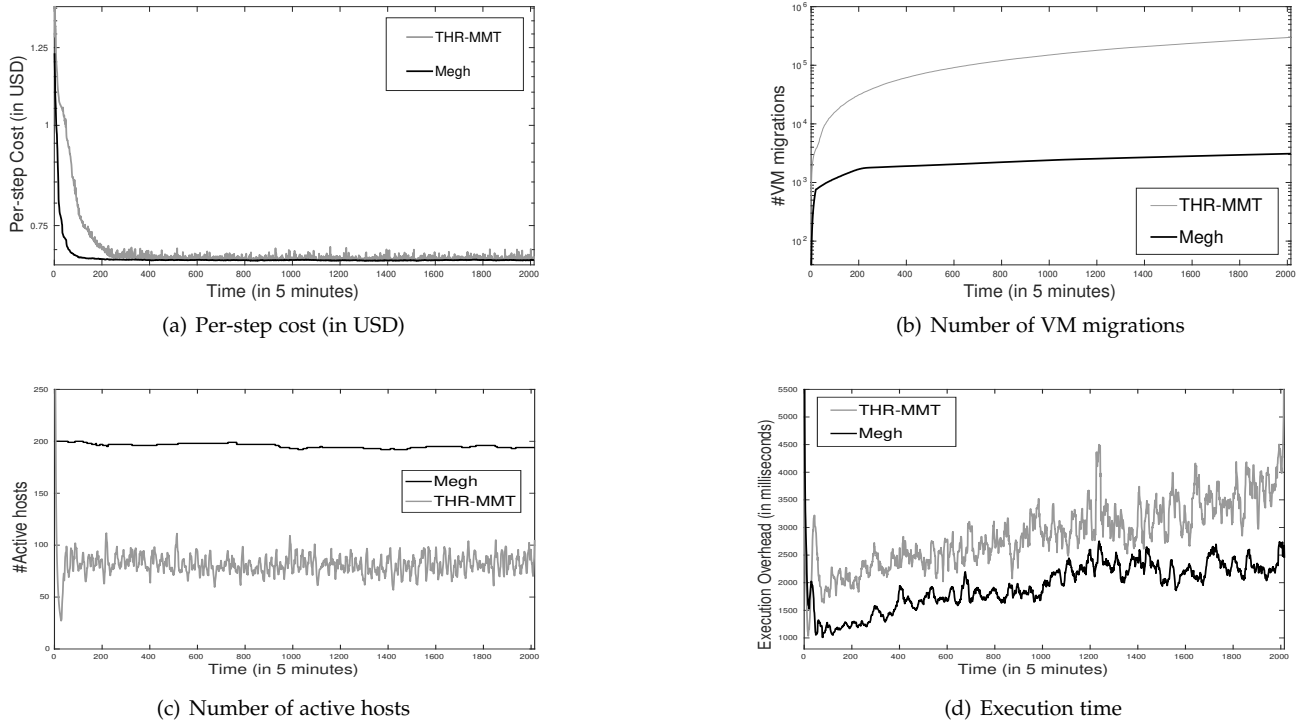 Per-step Cost (in USD)
1.25
1
0.75
THR-MMT
Megh
0 200 400 600 800 1000 1200 1400 1600 1800 2000
Time (in 5 minutes)
(a) Per-step cost (in USD)
#VM migrations
10^6
10^5
10^4
10^3
10^2
THR-MMT
Megh
0 200 400 600 800 1000 1200 1400 1600 1800 2000
Time (in 5 minutes)
(b) Number of VM migrations
#Active hosts
250
200
150
100
50
0
Megh
THR-MMT
0 200 400 600 800 1000 1200 1400 1600 1800 2000
Time (in 5 minutes)
(c) Number of active hosts
Execution Overhead (in milliseconds)
5500
5000
4500
4000
3500
3000
2500
2000
1500
1000
THR-MMT
Megh
0 200 400 600 800 1000 1200 1400 1600 1800 2000
Time (in 5 minutes)
(d) Execution time